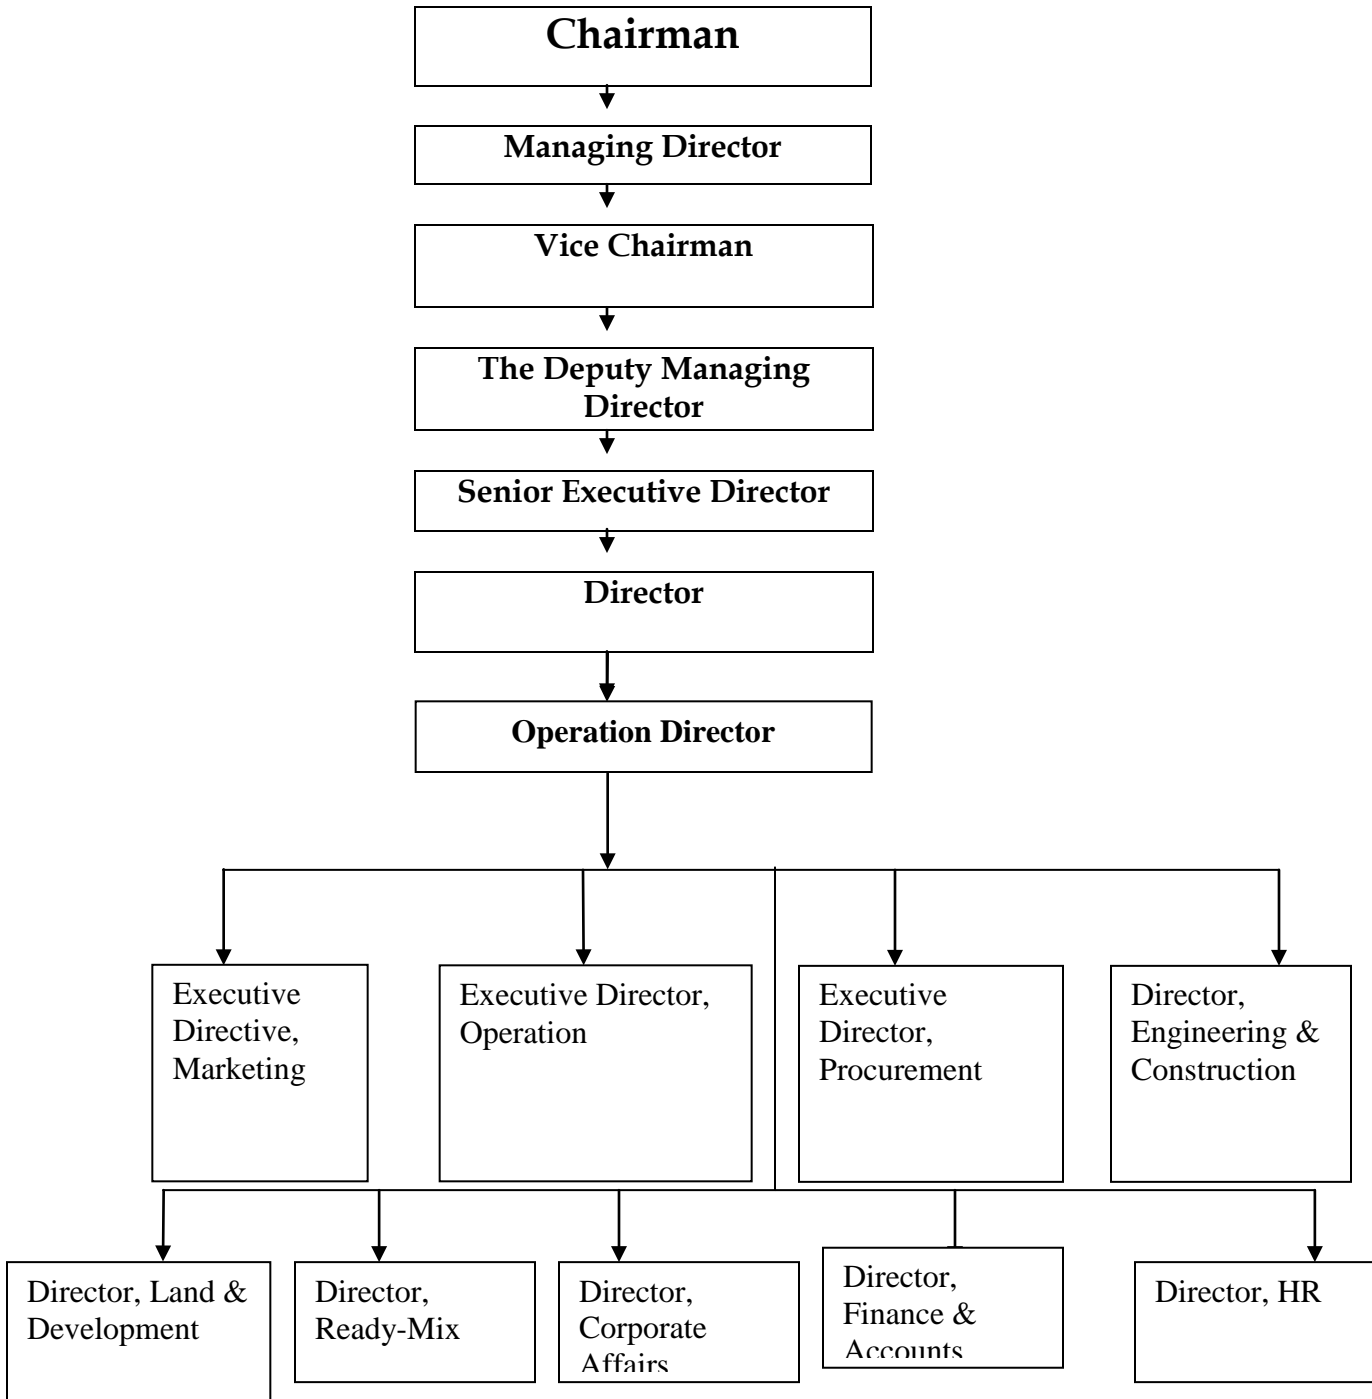 Chairman
Managing Director
Vice Chairman
The Deputy Managing
Director
Senior Executive Director
Director
Operation Director
Executive
Directive,
Marketing
Executive Director,
Operation
Executive
Director,
Procurement
Director,
Engineering &
Construction
Director, Land &
Development
Director,
Ready-Mix
Director,
Corporate
Affairs
Director,
Finance &
Accounts
Director, HR